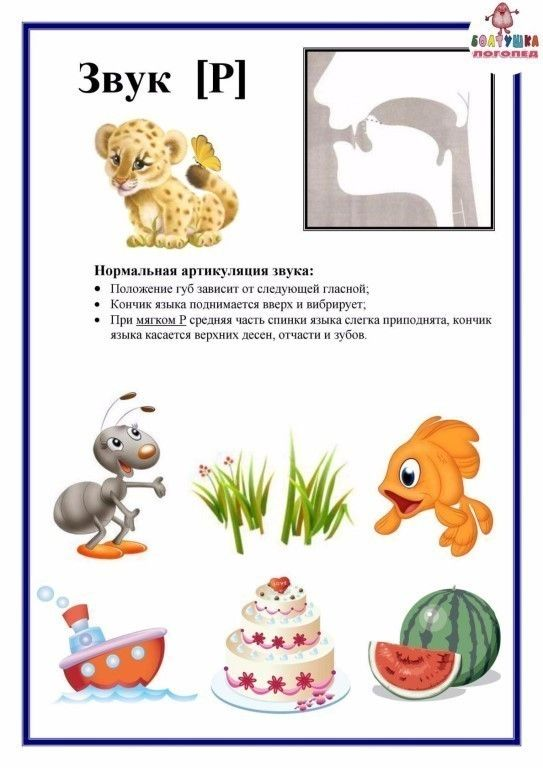 БОЛТУШКА
ЛОГОПЕД
Звук [Р]
Нормальная артикуляция звука:
• Положение губ зависит от следующей гласной;
• Кончик языка поднимается вверх и вибрирует;
• При мягком Р средняя часть спинки языка слегка приподнята, кончик
языка касается верхних десен, отчасти и зубов.
LOVE